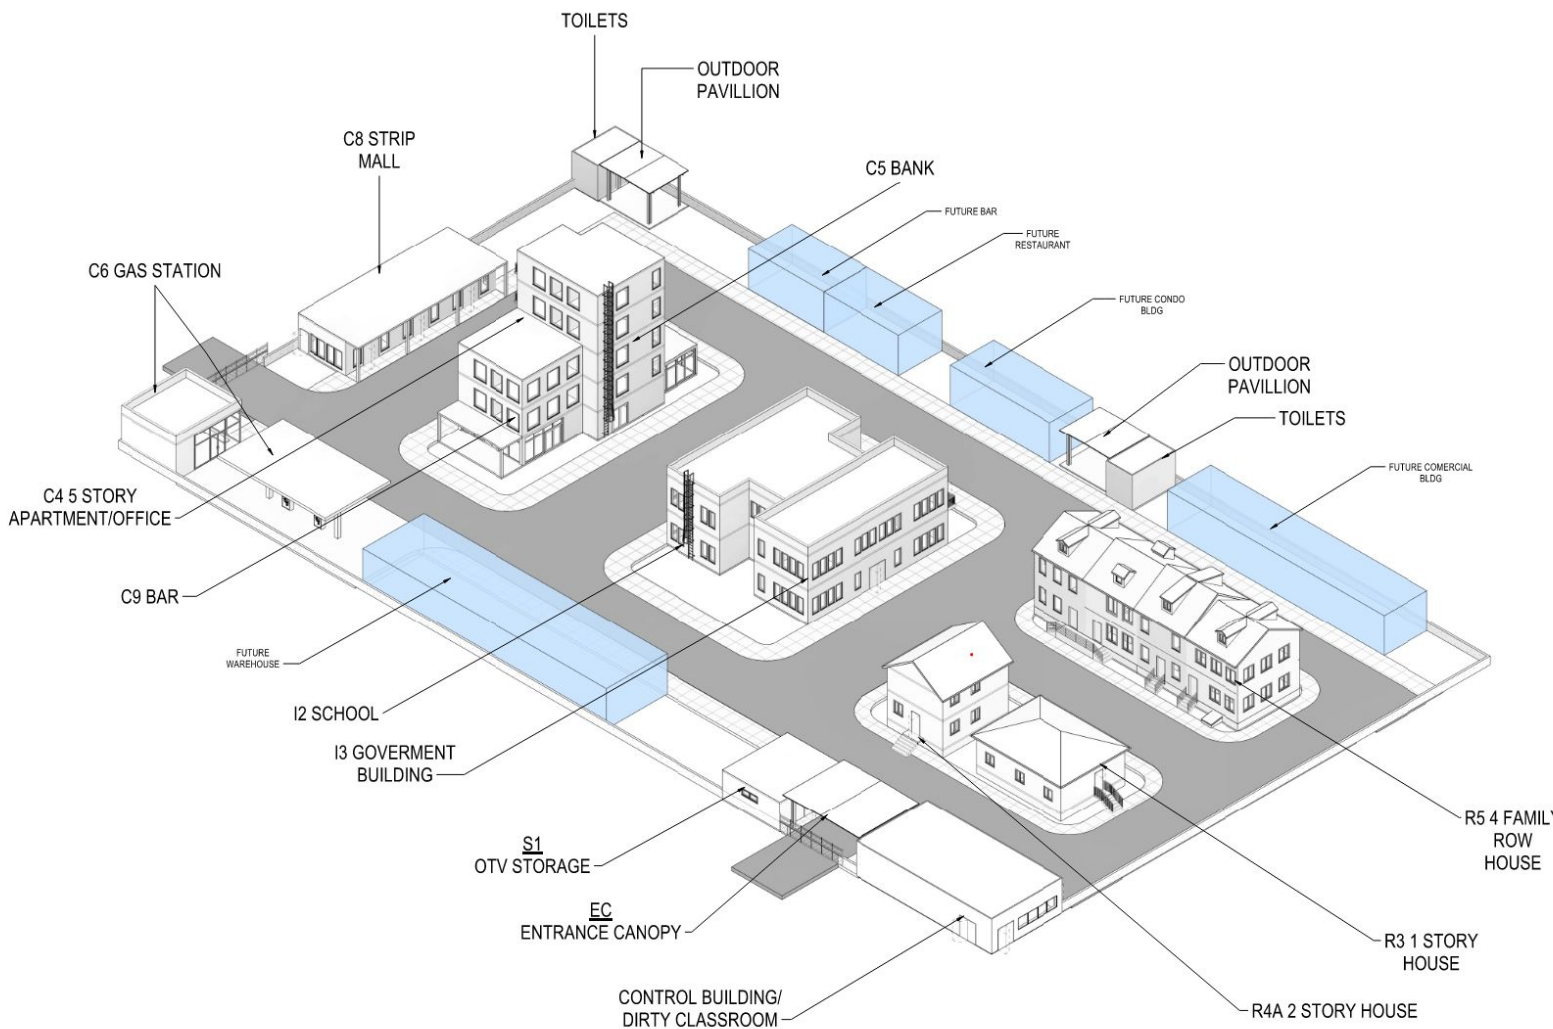 TOILETS
OUTDOOR
PAVILLION
C8 STRIP
MALL
C5 BANK
FUTURE BAR
FUTURE
RESTAURANT
C6 GAS STATION
FUTURE CONDO
BLDG
OUTDOOR
PAVILLION
TOILETS
FUTURE COMERCIAL
BLDG
C4 5 STORY
APARTMENT/OFFICE
C9 BAR
FUTURE
WAREHOUSE
I2 SCHOOL
I3 GOVERMENT
BUILDING
S1
OTV STORAGE
R5 4 FAMILY
ROW
HOUSE
EC
ENTRANCE CANOPY
R3 1 STORY
HOUSE
CONTROL BUILDING/
DIRTY CLASSROOM
R4A 2 STORY HOUSE